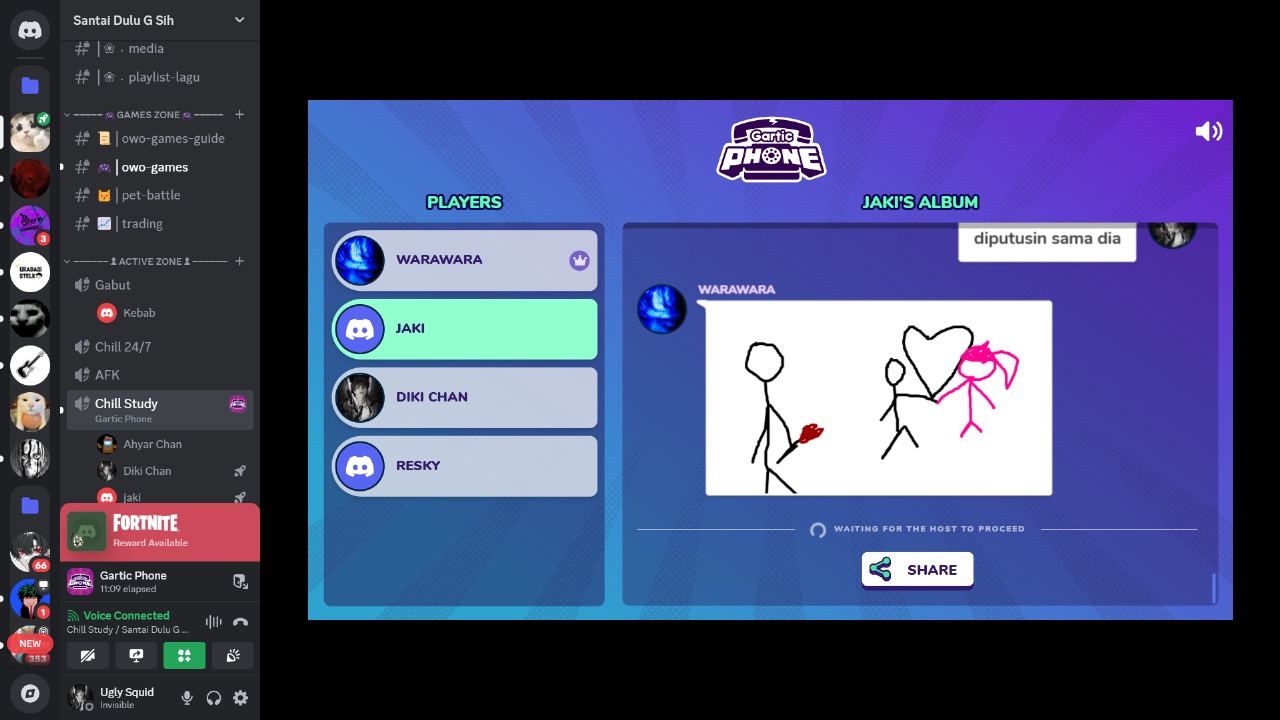 Santai Dulu G Sih
| ❀ . media
| ❀ . playlist-lagu
----- 🎮 GAMES ZONE 🎮 -----
📜 | owo-games-guide
🎮 | owo-games
🐱 | pet-battle
📈 | trading
3
GRADASI
----- ACTIVE ZONE -----
Gabut
Kebab
Chill 24/7
AFK
Chill Study
Gartic Phone
Ahyar Chan
Diki Chan
jaki
FORTNITE
Reward Available
66
Gartic Phone
11:09 elapsed
1
Voice Connected
Chill Study / Santai Dulu G ...
NEW
353
Ugly Squid
Invisible
Gartic
PHONE
PLAYERS
WARAWARA
JAKI
DIKI CHAN
RESKY
JAKI'S ALBUM
diputusin sama dia
WARAWARA
WAITING FOR THE HOST TO PROCEED
SHARE